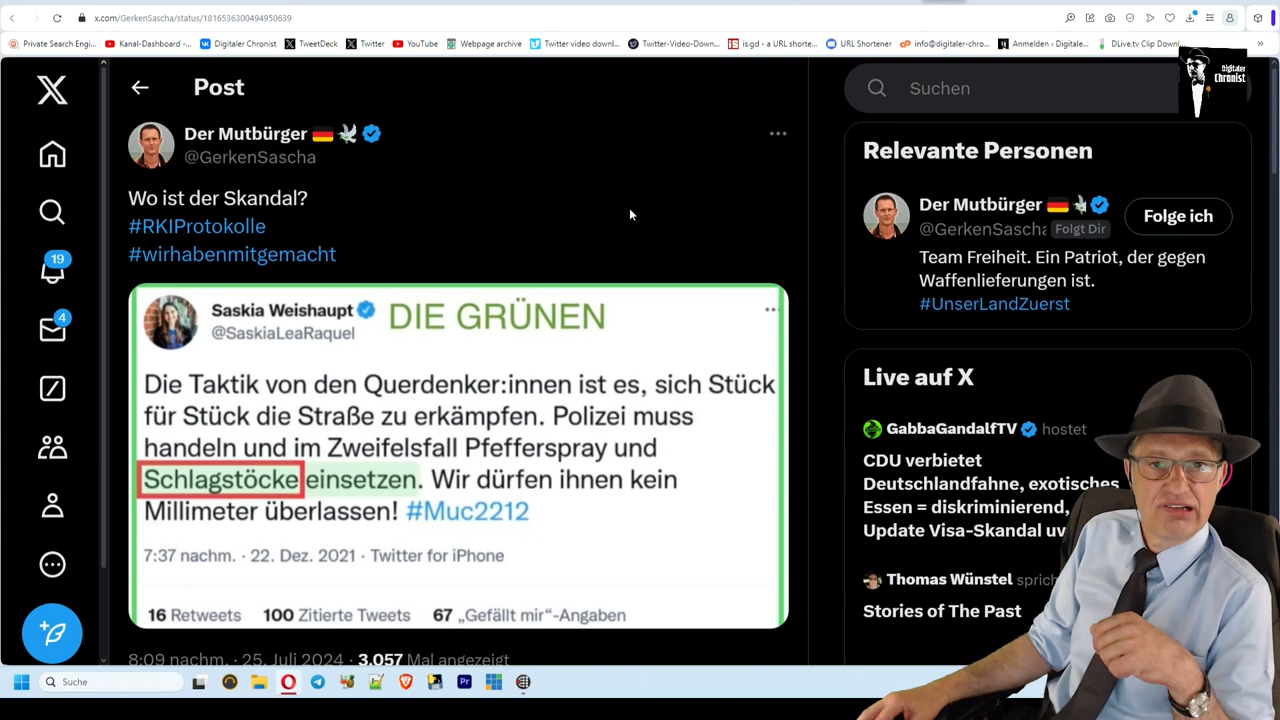 x.com/GerkenSascha/status/1816536300494950639
Private Search Engi...
Kanal-Dashboard -...
Digitaler Chronist
TweetDeck
Twitter
YouTube
Webpage archive
Twitter video downl...
Twitter-Video-Down...
is.gd - a URL shorte...
URL Shortener
info@digitaler-chro...
Anmelden ‹ Digitale...
DLive.tv Clip Downl...
»
Digitaler
Chronist
X
Post
Suchen
Der Mutbürger
@GerkenSascha
Wo ist der Skandal?
#RKIProtokolle
#wirhabenmitgemacht
19
4
Saskia Weishaupt DIE GRÜNEN
@SaskiaLeaRaquel
Die Taktik von den Querdenker:innen ist es, sich Stück
für Stück die Straße zu erkämpfen. Polizei muss
handeln und im Zweifelsfall Pfefferspray und
Schlagstöcke einsetzen. Wir dürfen ihnen kein
Millimeter überlassen! #Muc2212
7:37 nachm. · 22. Dez. 2021 · Twitter for iPhone
16 Retweets 100 Zitierte Tweets 67 „Gefällt mir“-Angaben
8:09 nachm. · 25. Juli 2024 · 3.057 Mal angezeigt
Relevante Personen
Der Mutbürger
@GerkenSascha Folgt Dir
Folge ich
Team Freiheit. Ein Patriot, der gegen
Waffenlieferungen ist.
#UnserLandZuerst
Live auf X
GabbaGandalfTV hostet
CDU verbietet
Deutschlandfahne, exotisches
Essen = diskriminierend,
Update Visa-Skandal uv
Thomas Wünstel sprich
Stories of The Past
Suche
Pr